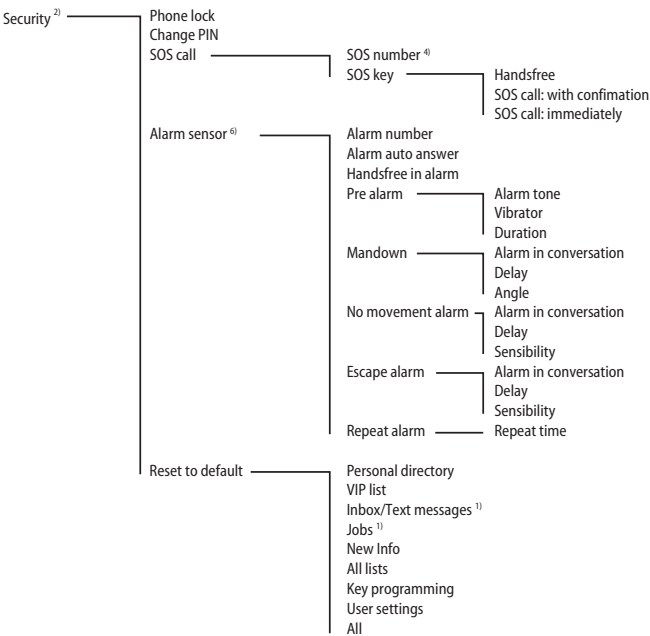 Security 2) Phone lock
Change PIN
SOS call SOS number 4)
SOS key Handsfree
SOS call: with confimation
SOS call: immediately
Alarm sensor 6) Alarm number
Alarm auto answer
Handsfree in alarm
Pre alarm Alarm tone
Vibrator
Duration
Mandown Alarm in conversation
Delay
Angle
No movement alarm Alarm in conversation
Delay
Sensibility
Escape alarm Alarm in conversation
Delay
Sensibility
Repeat alarm Repeat time
Reset to default Personal directory
VIP list
Inbox/Text messages 1)
Jobs 1)
New Info
All lists
Key programming
User settings
All